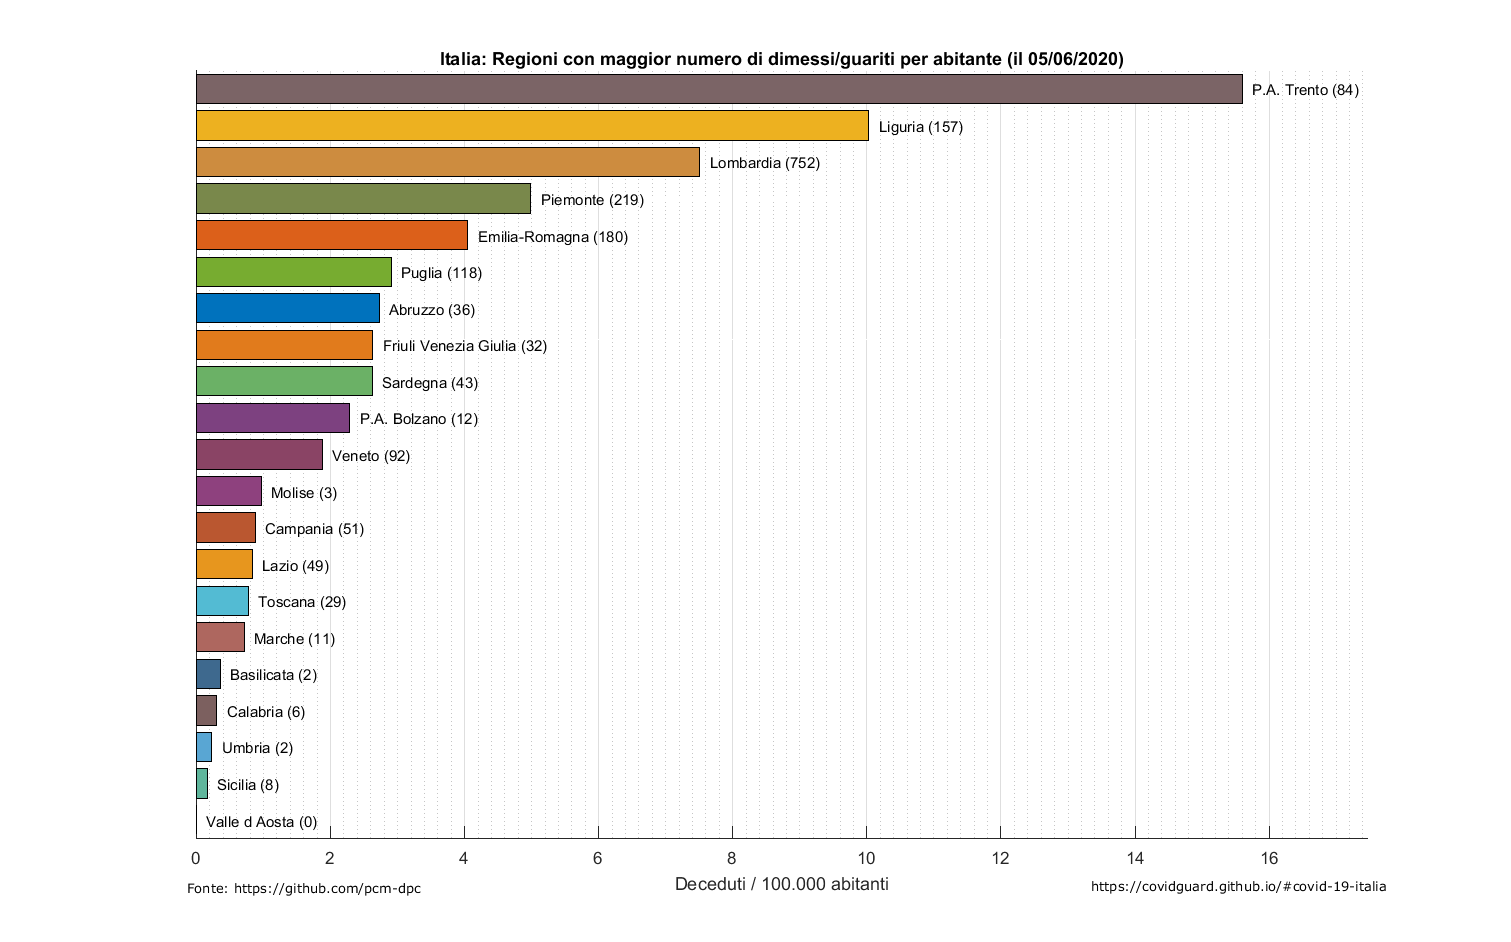 Italia: Regioni con maggior numero di dimessi/guariti per abitante (il 05/06/2020)
P.A. Trento (84)
Liguria (157)
Lombardia (752)
Piemonte (219)
Emilia-Romagna (180)
Puglia (118)
Abruzzo (36)
Friuli Venezia Giulia (32)
Sardegna (43)
P.A. Bolzano (12)
Veneto (92)
Molise (3)
Campania (51)
Lazio (49)
Toscana (29)
Marche (11)
Basilicata (2)
Calabria (6)
Umbria (2)
Sicilia (8)
Valle d Aosta (0)
0 2 4 6 8 10 12 14 16
Deceduti / 100.000 abitanti
Fonte: https://github.com/pcm-dpc
https://covidguard.github.io/#covid-19-italia